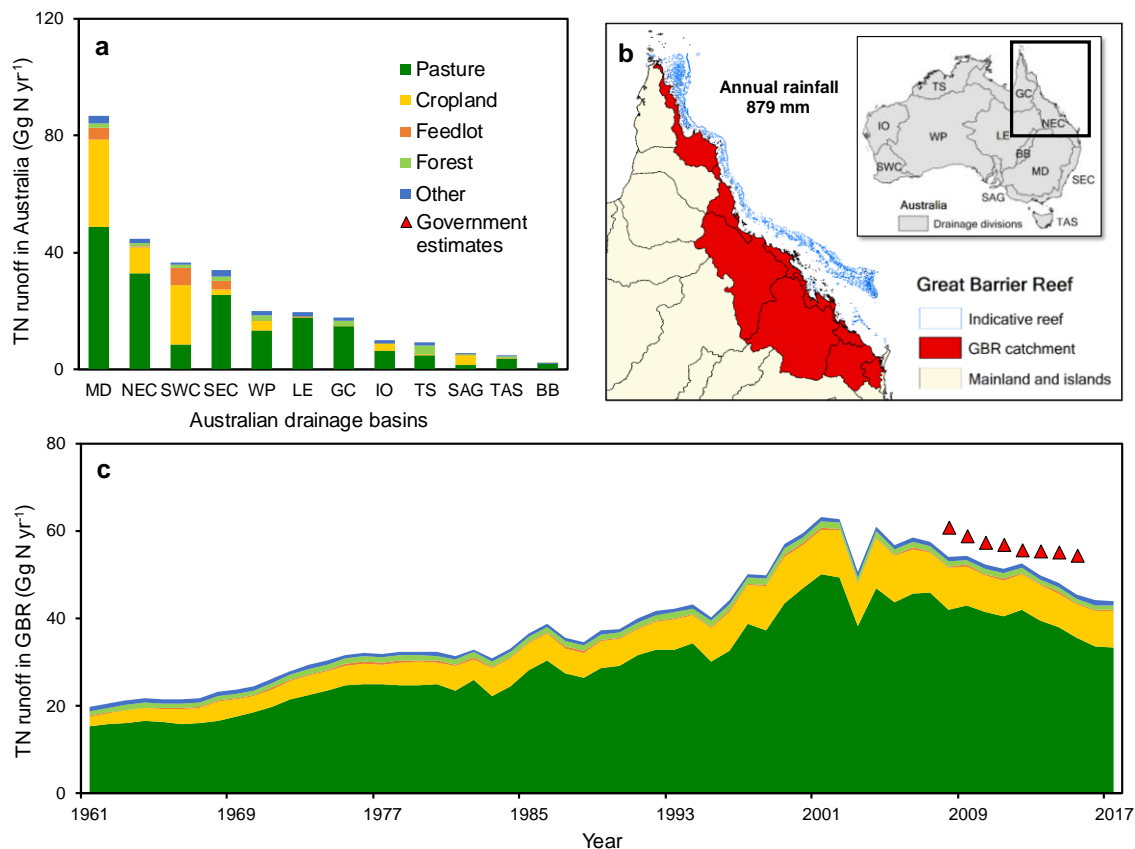 a
TN runoff in Australia (Gg N yr⁻¹)
120
80
40
0
Pasture
Cropland
Feedlot
Forest
Other
Government
estimates
MD NEC SWC SEC WP LE GC IO TS SAG TAS BB
Australian drainage basins
b
Annual rainfall
879 mm
TS
GC
IO
WP
LE
NEC
BB
SWC
MD
SEC
SAG
TAS
Australia
Drainage divisions
Great Barrier Reef
Indicative reef
GBR catchment
Mainland and islands
c
TN runoff in GBR (Gg N yr⁻¹)
80
60
40
20
0
1961 1969 1977 1985 1993 2001 2009 2017
Year